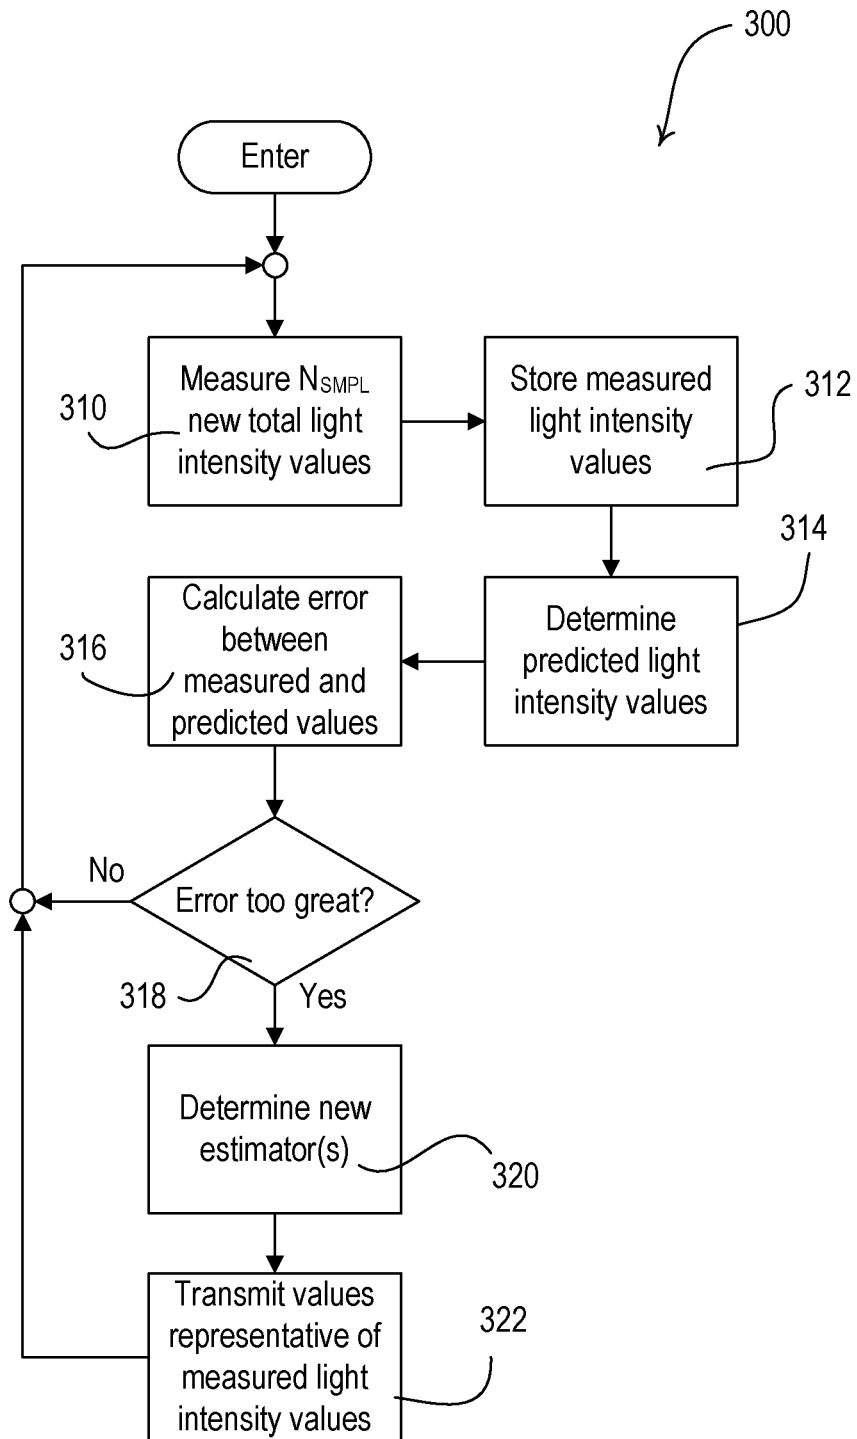 300
Enter
310
Measure NSMPL
new total light
intensity values
Store measured
light intensity
values
312
314
316
Calculate error
between
measured and
predicted values
Determine
predicted light
intensity values
No
Error too great?
318
Yes
Determine new
estimator(s)
320
Transmit values
representative of
measured light
intensity values
322